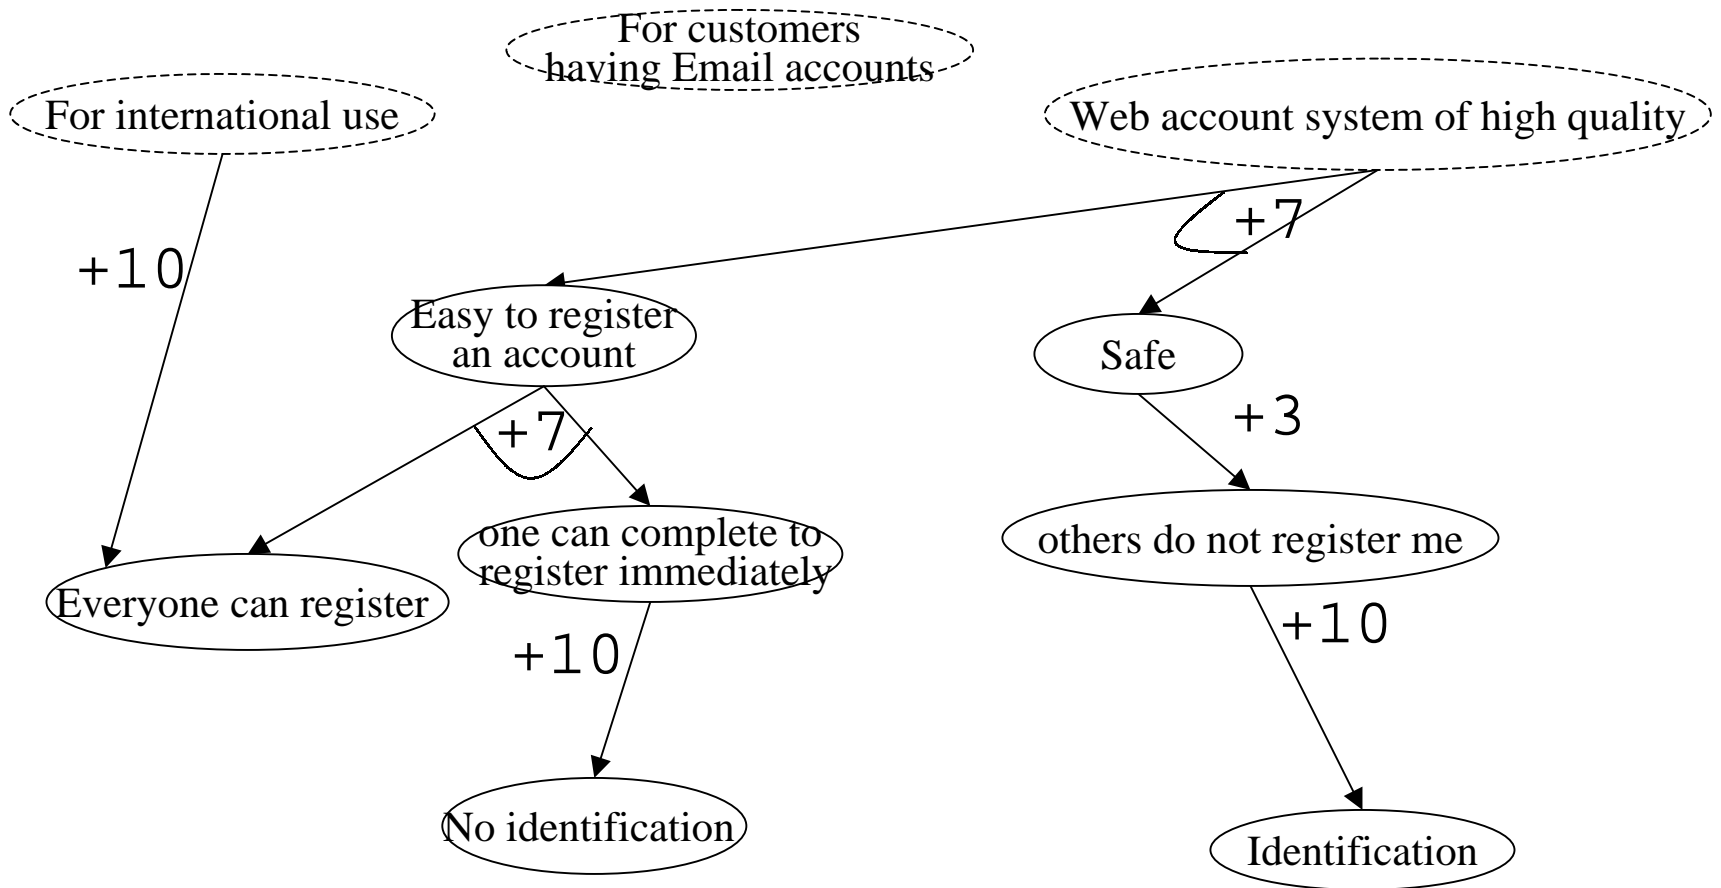 For customers
having Email accounts
For international use
Web account system of high quality
+7
+10
Easy to register
an account
Safe
+3
+7
one can complete to
register immediately
others do not register me
Everyone can register
+10
+10
No identification
Identification